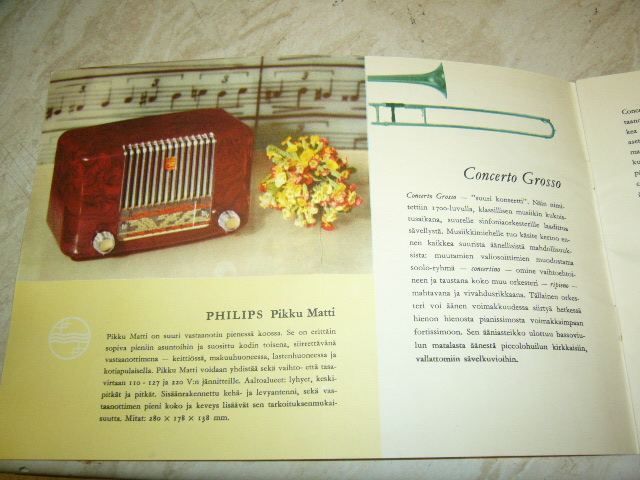 PHILIPS Pikku Matti
Pikku Matti on suuri vastaanotin pienessä koossa. Se on erittäin
sopiva pieniin asuntoihin ja suosittu kodin toisena, siirrettävänä
vastaanottimena — keittiössä, makuuhuoneessa, lastenhuoneessa ja
kotiapulaisella. Pikku Matti voidaan yhdistää sekä vaihto- että tasa-
virtaan 110 - 127 ja 220 V:n jännitteille. Aaltoalueet: lyhyet, keski-
pitkät ja pitkät. Sisäänrakennettu kehä- ja levyantenni, sekä vas-
taanottimen pieni koko ja keveys lisäävät sen tarkoituksenmukai-
suutta. Mitat: 280 × 178 × 138 mm.
Concerto Grosso
Concerto Grosso — "suuri konsertti". Näin nimi-
tettiin 1700-luvulla, klassillisen musiikin kukois-
tusaikana, suurelle sinfoniaorkesterille laadittua
sävellystä. Musiikkimiehelle tuo käsite kertoo en-
nen kaikkea suurista äänellisistä mahdollisuuk-
sista: muutamien valiosoittimien muodostama
soolo-ryhmä — concertino — omine vaihtoehtoi-
neen ja taustana koko muu orkesteri — ripieno —
mahtavana ja vivahdusrikkaana. Tällainen orkes-
teri voi äänen voimakkuudessa siirtyä hetkessä
hienon hienosta pianissimosta voimakkaimpaan
fortissimoon. Sen ääniasteikko ulottuu bassoviu-
lun matalasta äänestä piccolohuilun kirkkaisiin,
vallattomiin sävelkuvioihin.